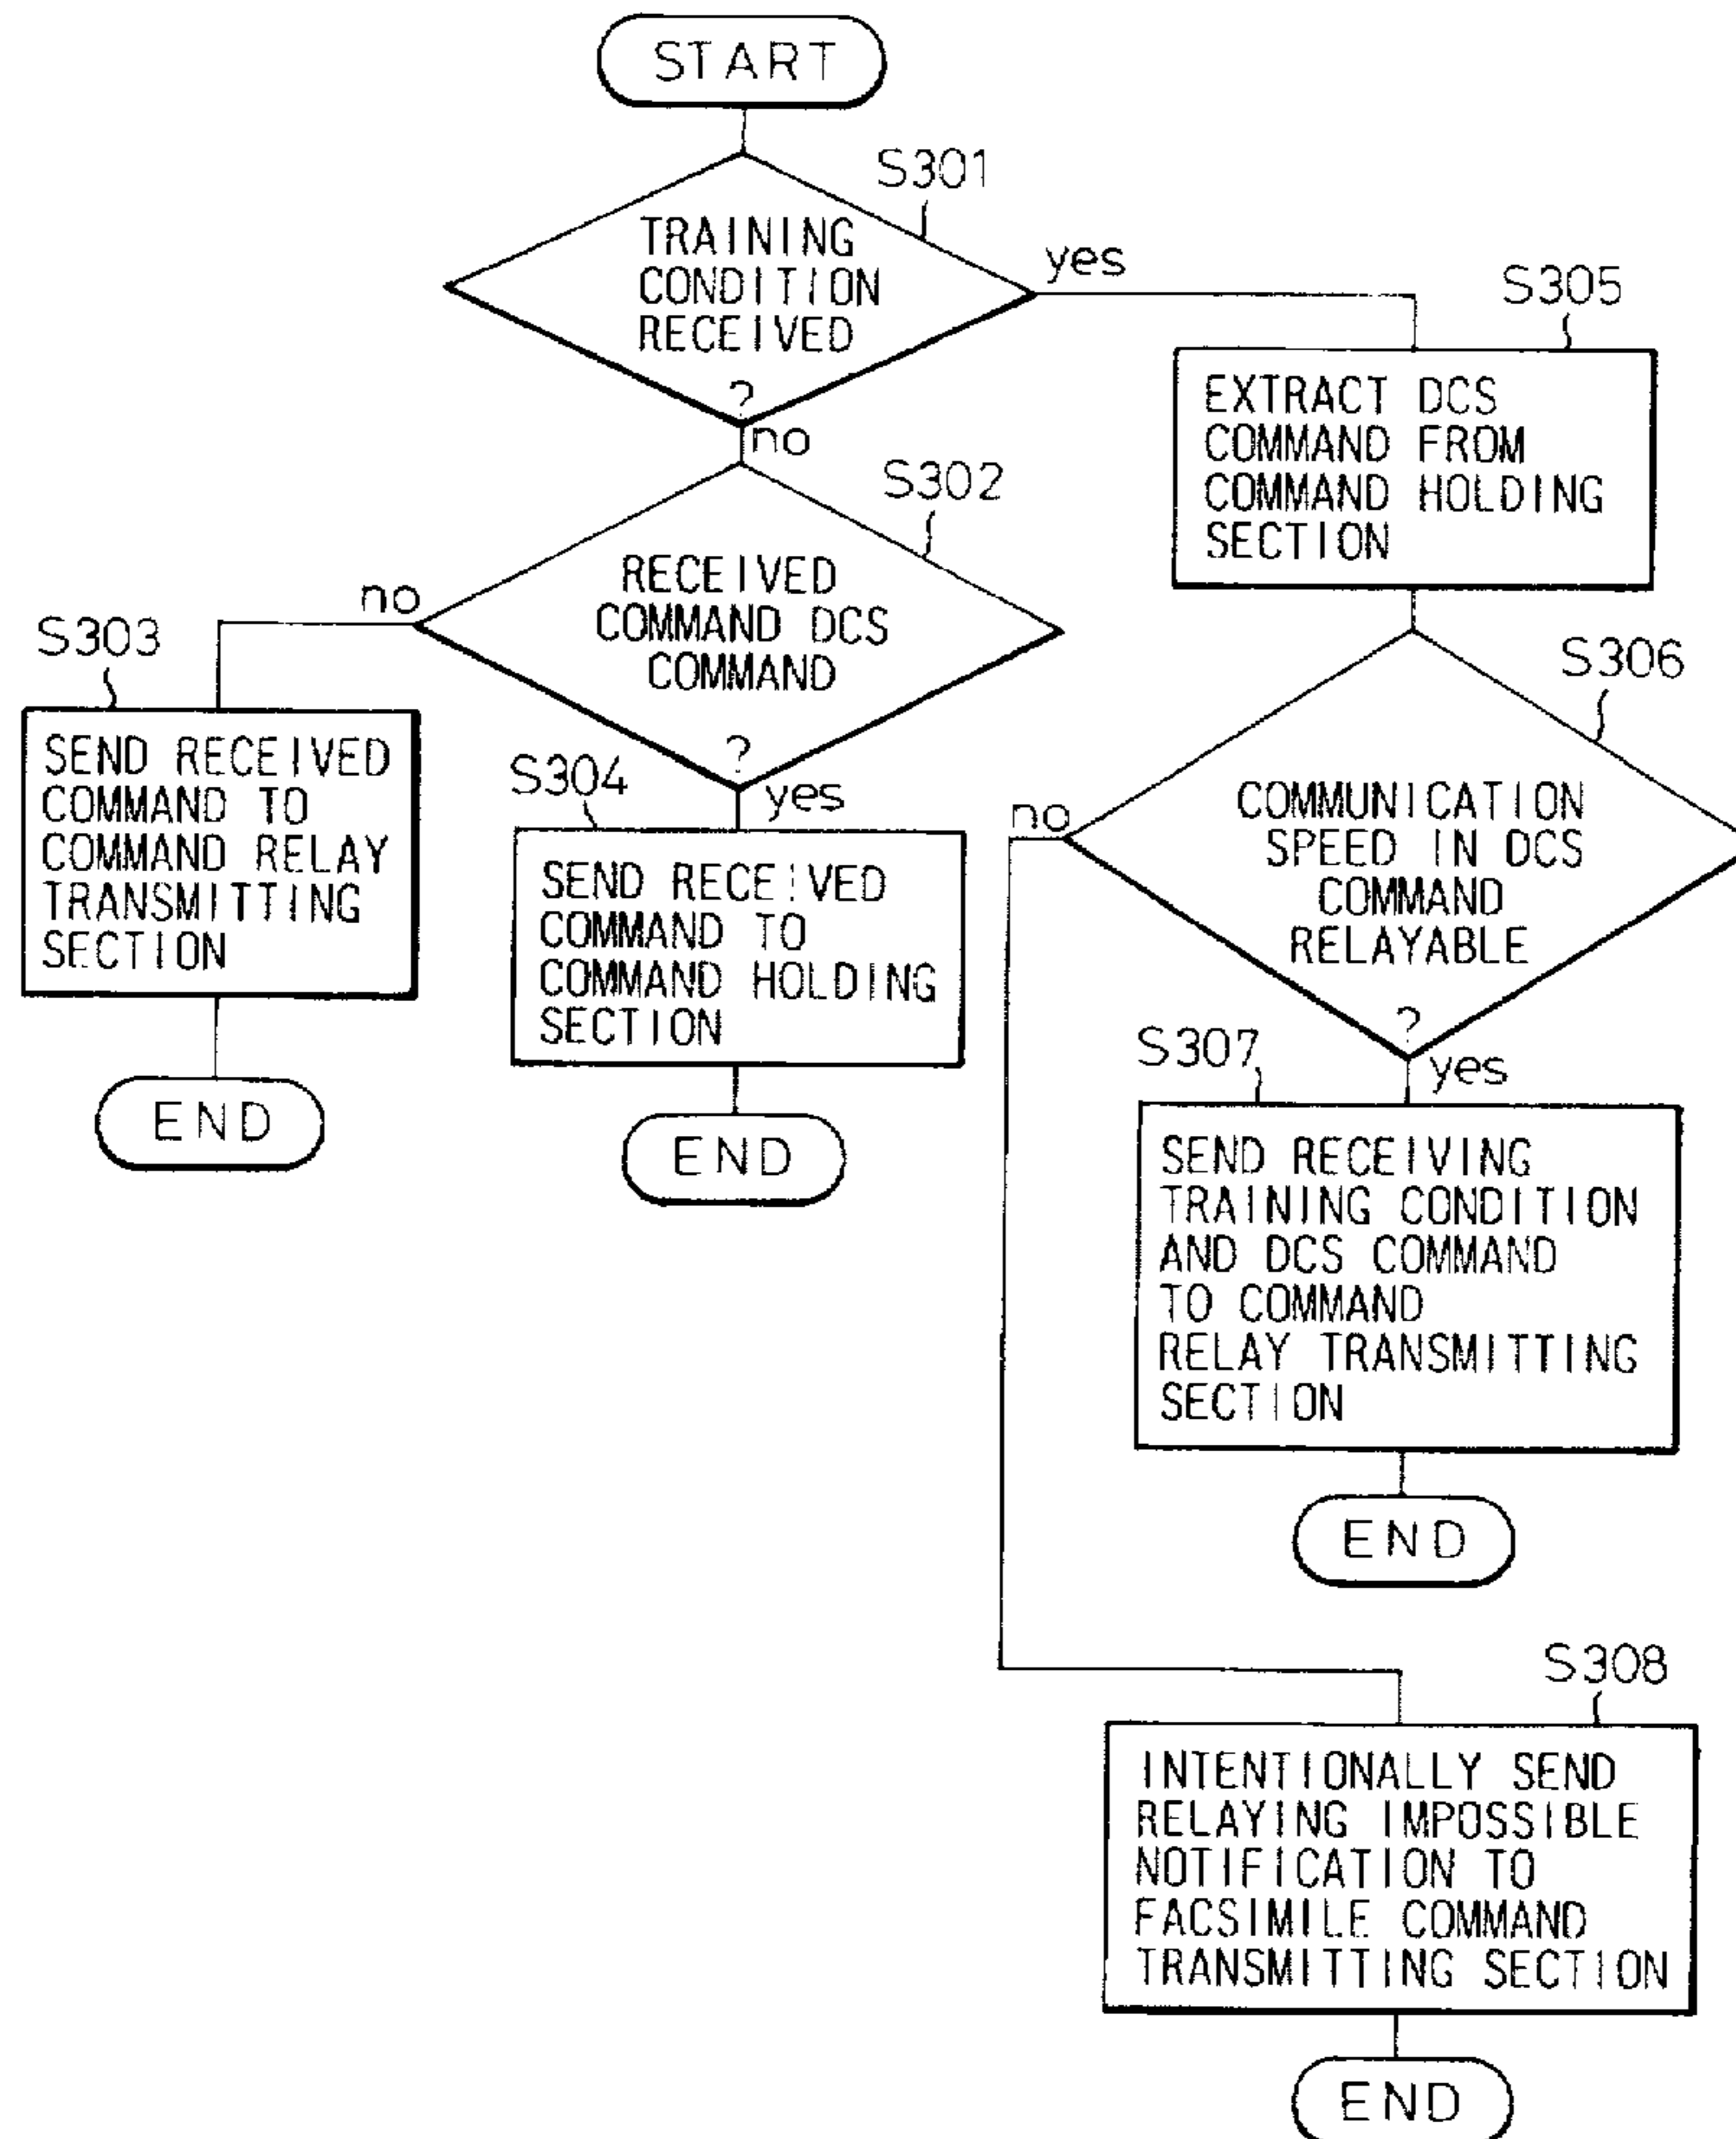 START
S301
TRAINING
CONDITION
RECEIVED
?
yes
no
S305
EXTRACT DCS
COMMAND FROM
COMMAND HOLDING
SECTION
S302
RECEIVED
COMMAND DCS
COMMAND
?
no
yes
S303
SEND RECEIVED
COMMAND TO
COMMAND RELAY
TRANSMITTING
SECTION
END
S304
SEND RECEIVED
COMMAND TO
COMMAND HOLDING
SECTION
END
S306
COMMUNICATION
SPEED IN DCS
COMMAND
RELAYABLE
?
no
yes
S307
SEND RECEIVING
TRAINING CONDITION
AND DCS COMMAND
TO COMMAND
RELAY TRANSMITTING
SECTION
END
S308
INTENTIONALLY SEND
RELAYING IMPOSSIBLE
NOTIFICATION TO
FACSIMILE COMMAND
TRANSMITTING SECTION
END